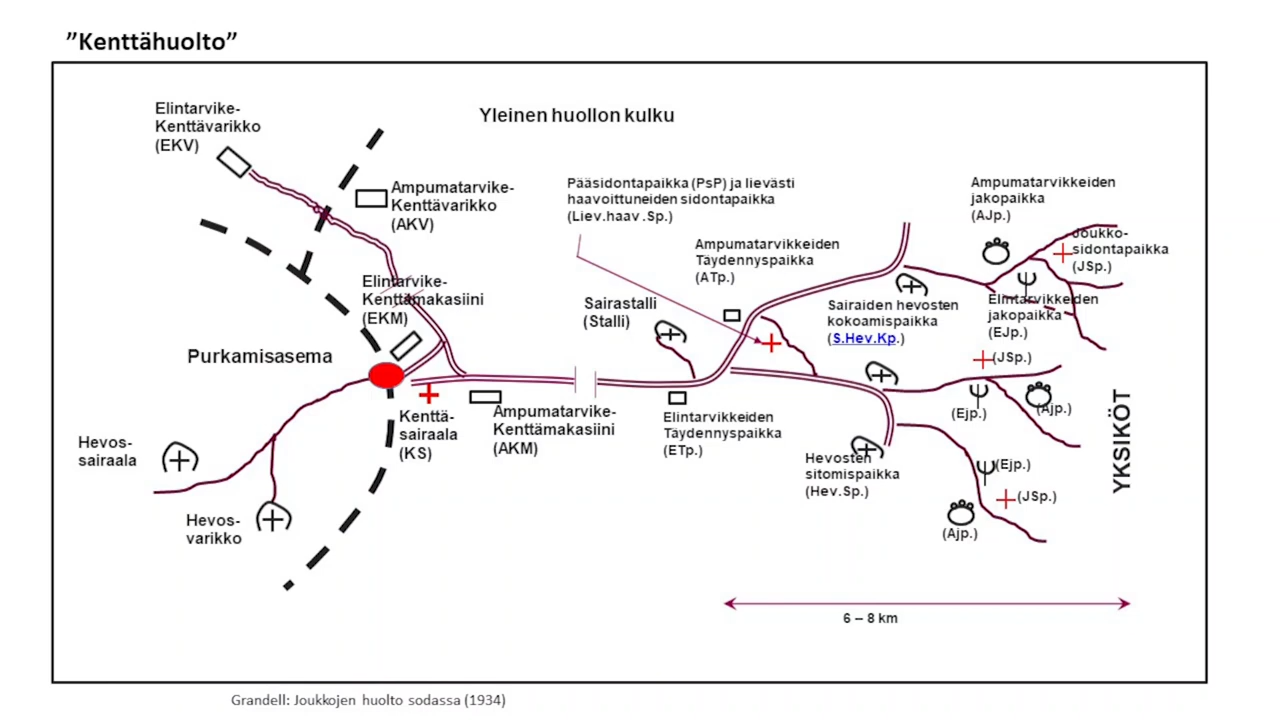 ”Kenttähuolto”
Elintarvike-
Kenttävarikko
(EKV)
Yleinen huollon kulku
Ampumatarvike-
Kenttävarikko
(AKV)
Pääsidontapaikka (PsP) ja lievästi
haavoittuneiden sidontapaikka
(Liev.haav .Sp.)
Ampumatarvikkeiden
jakopaikka
(AJp.)
Joukko-
sidontapaikka
(JSp.)
Ampumatarvikkeiden
Täydennyspaikka
(ATp.)
Elintarvike-
Kenttämakasiini
(EKM)
Sairastalli
(Stalli)
Sairaiden hevosten
kokoamispaikka
(S.Hev.Kp.)
Elintarvikkeiden
jakopaikka
(EJp.)
Purkamisasema
(JSp.)
(Ejp.)
(Ajp.)
Kenttä-
sairaala
(KS)
Ampumatarvike-
Kenttämakasiini
(AKM)
Elintarvikkeiden
Täydennyspaikka
(ETp.)
Hevos-
sairaala
Hevosten
sitomispaikka
(Hev.Sp.)
(Ejp.)
(JSp.)
(Ajp.)
YKSIKÖT
Hevos-
varikko
6 – 8 km
Grandell: Joukkojen huolto sodassa (1934)